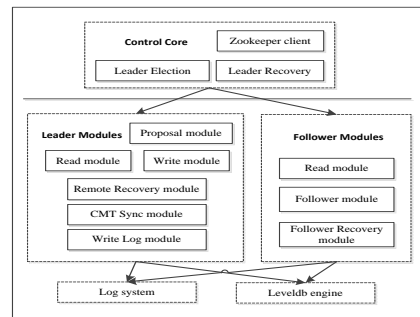 Control Core
Zookeeper client
Leader Election
Leader Recovery
Leader Modules
Proposal module
Read module
Write module
Remote Recovery module
CMT Sync module
Write Log module
Follower Modules
Read module
Follower module
Follower Recovery
module
Log system
Leveldb engine